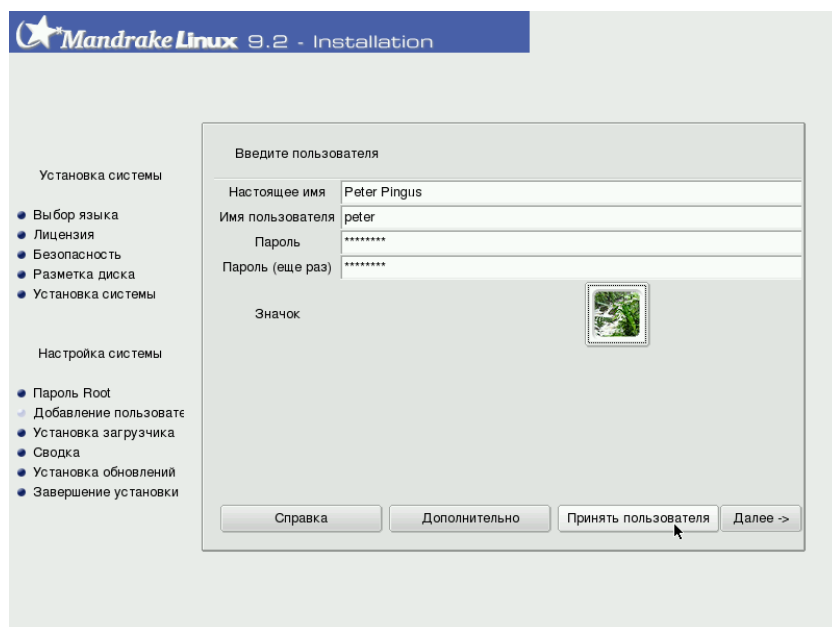 Mandrake Linux 9.2 - Installation
Установка системы
Выбор языка
Лицензия
Безопасность
Разметка диска
Установка системы
Настройка системы
Пароль Root
Добавление пользовате
Установка загрузчика
Сводка
Установка обновлений
Завершение установки
Введите пользователя
Настоящее имя Peter Pingus
Имя пользователя peter
Пароль ********
Пароль (еще раз) ********
Значок
Справка Дополнительно Принять пользователя Далее ->